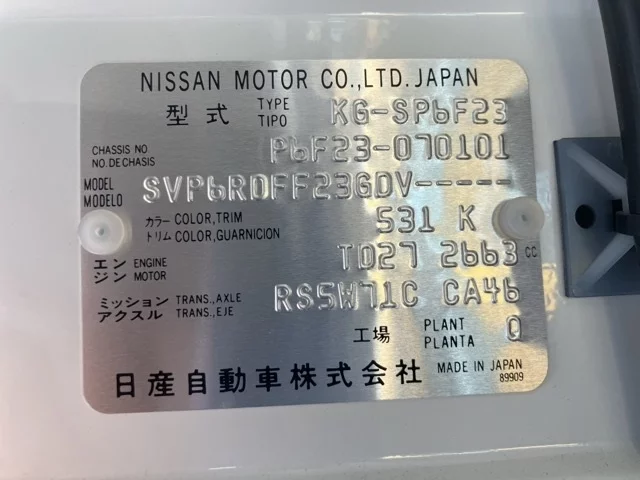 NISSAN MOTOR CO.,LTD. JAPAN
型式 TYPE TIPO KG-SP6F23
CHASSIS NO. NO. DE CHASIS P6F23-070101
MODEL MODELO SVP6RDFF23GDV-----
カラー COLOR,TRIM
トリム COLOR,GUARNICION 531 K
エンジン ENGINE MOTOR TD27 2663 cc
ミッション TRANS.,AXLE
アクスル TRANS.,EJE RS5W71C CA46
工場 PLANT PLANTA Q
日産自動車株式会社 MADE IN JAPAN
89909